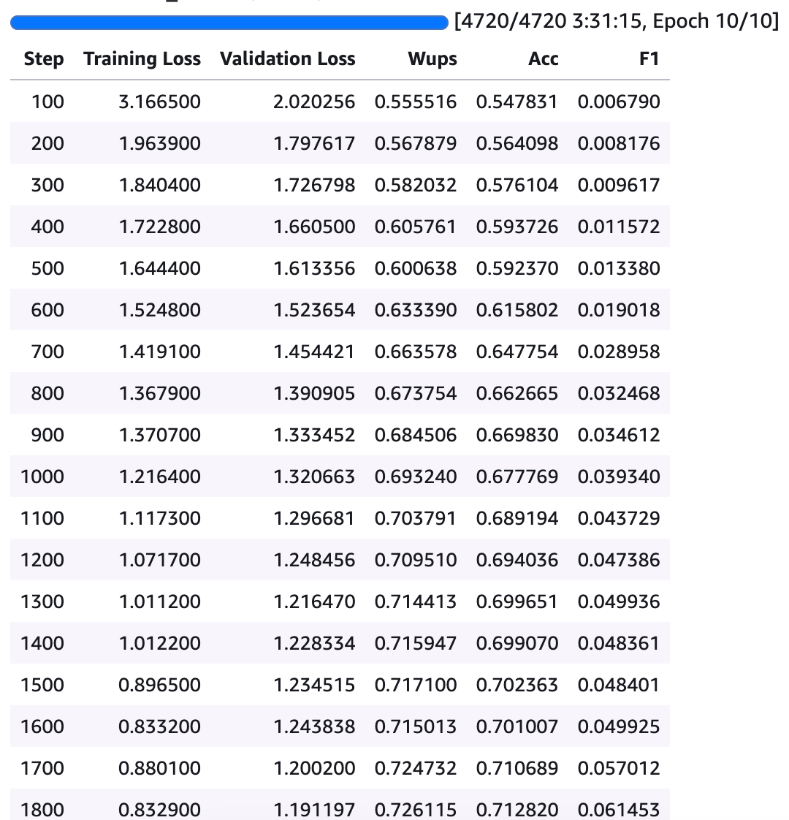 [4720/4720 3:31:15, Epoch 10/10]
Step Training Loss Validation Loss Wups Acc F1
100 3.166500 2.020256 0.555516 0.547831 0.006790
200 1.963900 1.797617 0.567879 0.564098 0.008176
300 1.840400 1.726798 0.582032 0.576104 0.009617
400 1.722800 1.660500 0.605761 0.593726 0.011572
500 1.644400 1.613356 0.600638 0.592370 0.013380
600 1.524800 1.523654 0.633390 0.615802 0.019018
700 1.419100 1.454421 0.663578 0.647754 0.028958
800 1.367900 1.390905 0.673754 0.662665 0.032468
900 1.370700 1.333452 0.684506 0.669830 0.034612
1000 1.216400 1.320663 0.693240 0.677769 0.039340
1100 1.117300 1.296681 0.703791 0.689194 0.043729
1200 1.071700 1.248456 0.709510 0.694036 0.047386
1300 1.011200 1.216470 0.714413 0.699651 0.049936
1400 1.012200 1.228334 0.715947 0.699070 0.048361
1500 0.896500 1.234515 0.717100 0.702363 0.048401
1600 0.833200 1.243838 0.715013 0.701007 0.049925
1700 0.880100 1.200200 0.724732 0.710689 0.057012
1800 0.832900 1.191197 0.726115 0.712820 0.061453